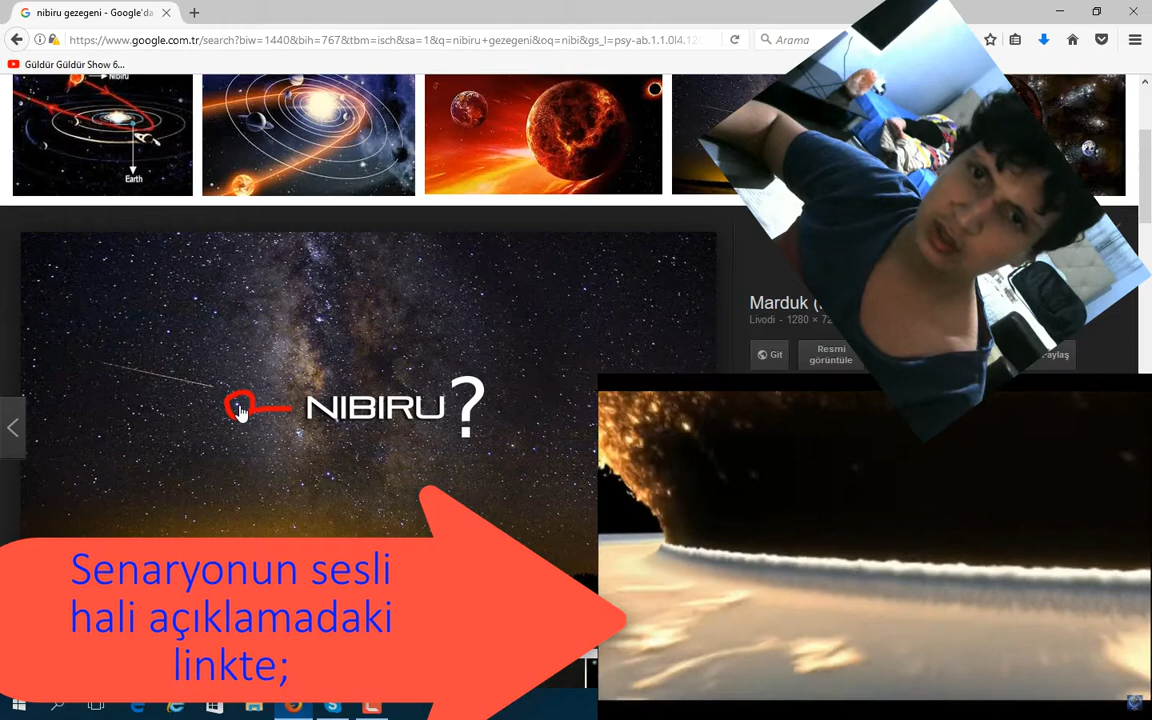 nibiru gezegeni - Google'da
https://www.google.com.tr/search?biw=1440&bih=767&tbm=isch&sa=1&q=nibiru+gezegeni&oq=nibi&gs_l=psy-ab.1.1.0l4.12
Arama
Güldür Güldür Show 6...
Nibiru
Earth
Marduk (
Livodi - 1280 × 72
Git
Resmi görüntüle
Paylaş
NIBIRU?
Senaryonun sesli
hali açıklamadaki
linkte;